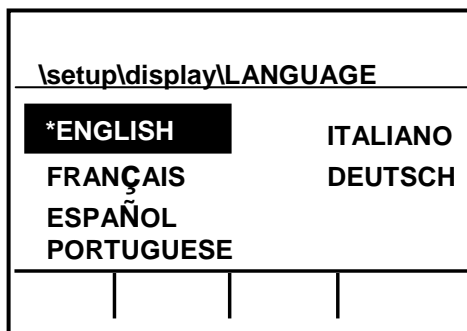 \setup\display\LANGUAGE
*ENGLISH
FRANÇAIS
ESPAÑOL
PORTUGUESE
ITALIANO
DEUTSCH